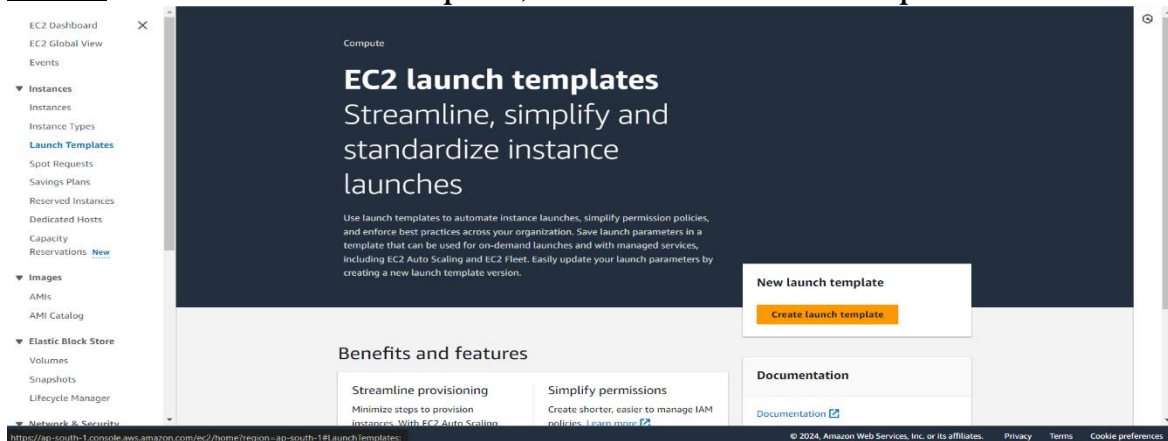 EC2 Dashboard
EC2 Global View
Events
Instances
Instances
Instance Types
Launch Templates
Spot Requests
Savings Plans
Reserved Instances
Dedicated Hosts
Capacity
Reservations New
Images
AMIs
AMI Catalog
Elastic Block Store
Volumes
Snapshots
Lifecycle Manager
Network & Security
Compute
EC2 launch templates
Streamline, simplify and
standardize instance
launches
Use launch templates to automate instance launches, simplify permission policies,
and enforce best practices across your organization. Save launch parameters in a
template that can be used for on-demand launches and with managed services,
including EC2 Auto Scaling and EC2 Fleet. Easily update your launch parameters by
creating a new launch template version.
New launch template
Create launch template
Benefits and features
Streamline provisioning
Minimize steps to provision
instances. With EC2 Auto Scaling
Simplify permissions
Create shorter, easier to manage IAM
policies. Learn more
Documentation
Documentation
https://ap-south-1.console.aws.amazon.com/ec2/home?region=ap-south-1#LaunchTemplates:
© 2024, Amazon Web Services, Inc. or its affiliates.
Privacy
Terms
Cookie preferences